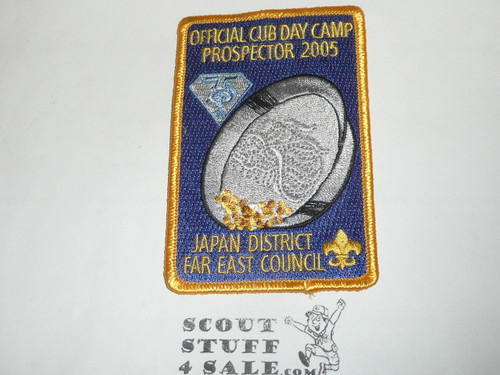 OFFICIAL CUB DAY CAMP
PROSPECTOR 2005
75
JAPAN DISTRICT
FAR EAST COUNCIL
SCOUT
STUFF
4 SALE.COM